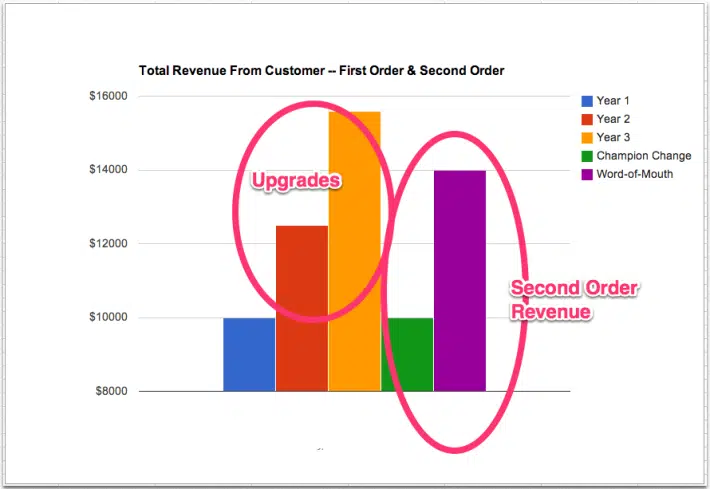 Total Revenue From Customer -- First Order & Second Order
$16000
$14000
$12000
$10000
$8000
Year 1
Year 2
Year 3
Champion Change
Word-of-Mouth
Upgrades
Second Order
Revenue